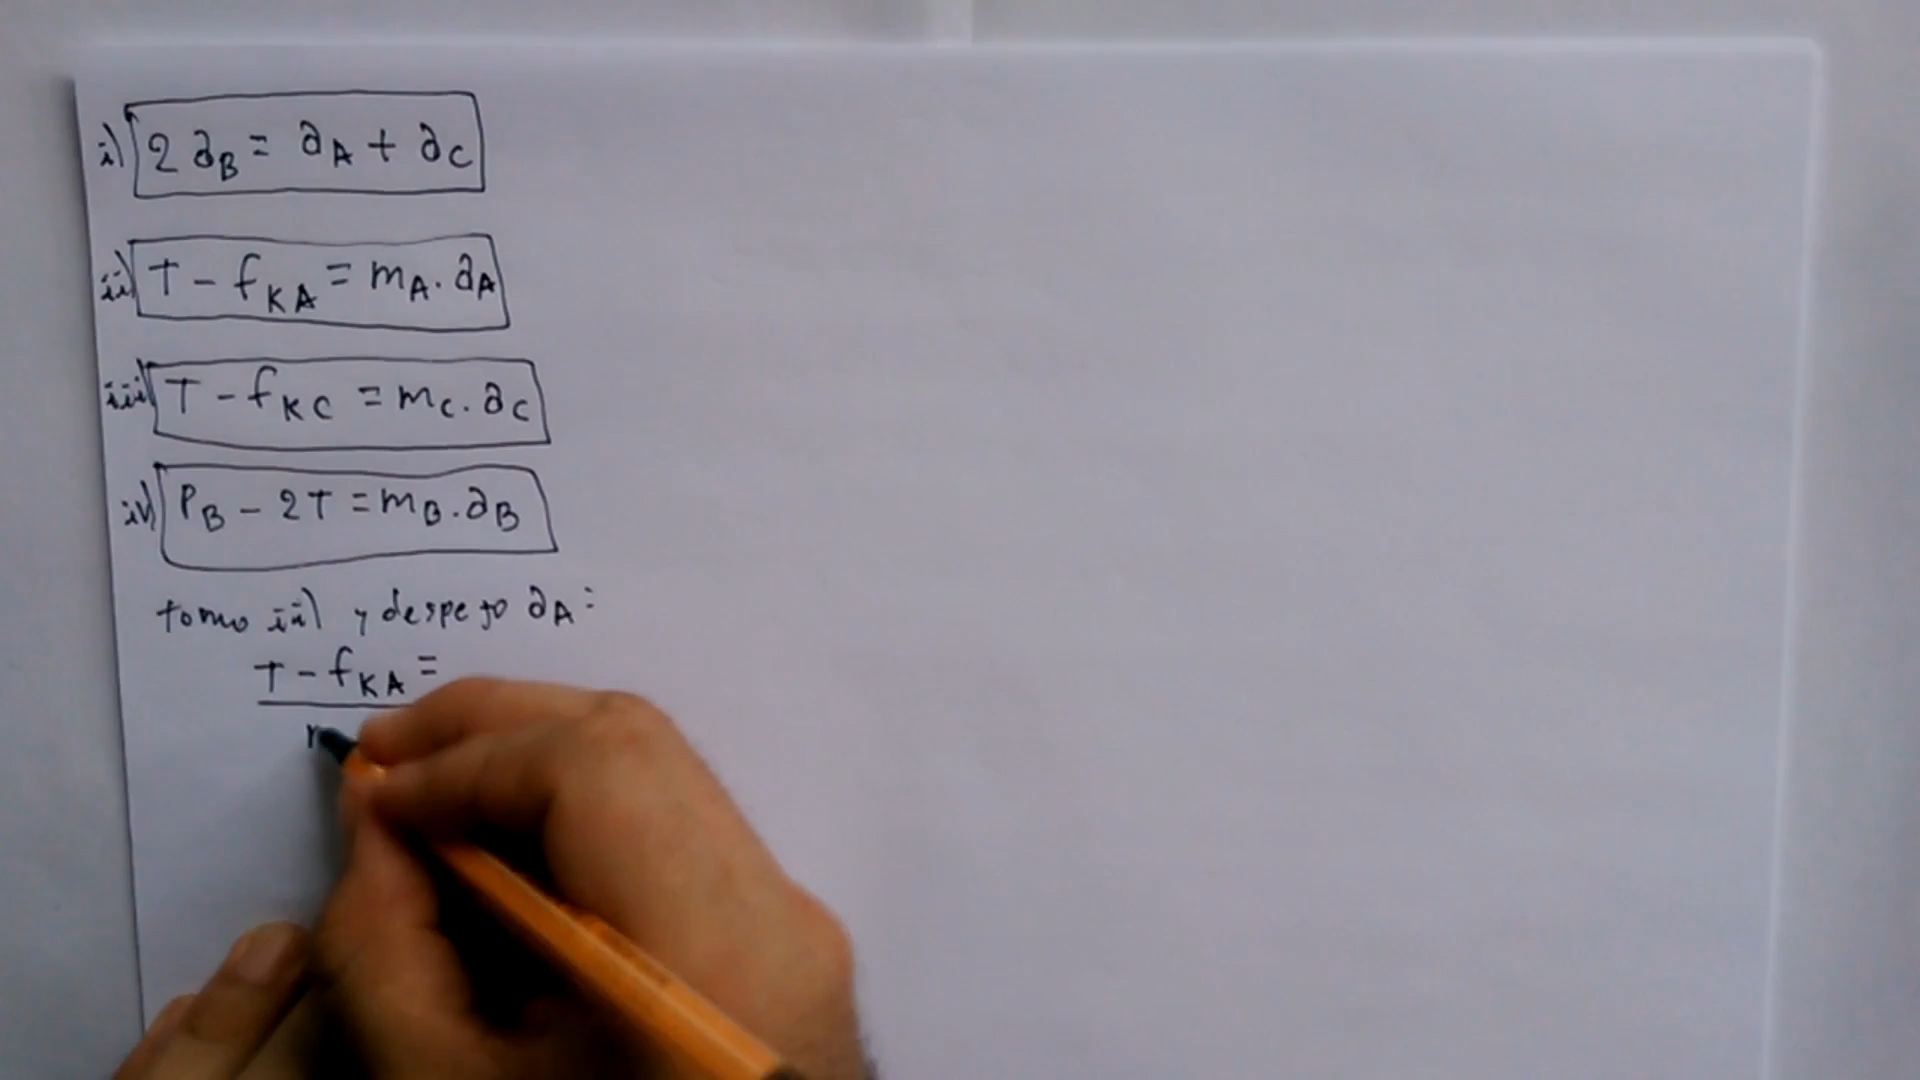 i) 2 a_B = a_A + a_C
ii) T - f_KA = m_A . a_A
iii) T - f_KC = m_C . a_C
iv) P_B - 2T = m_B . a_B
tomo ii) y despejo a_A:
T - f_KA =